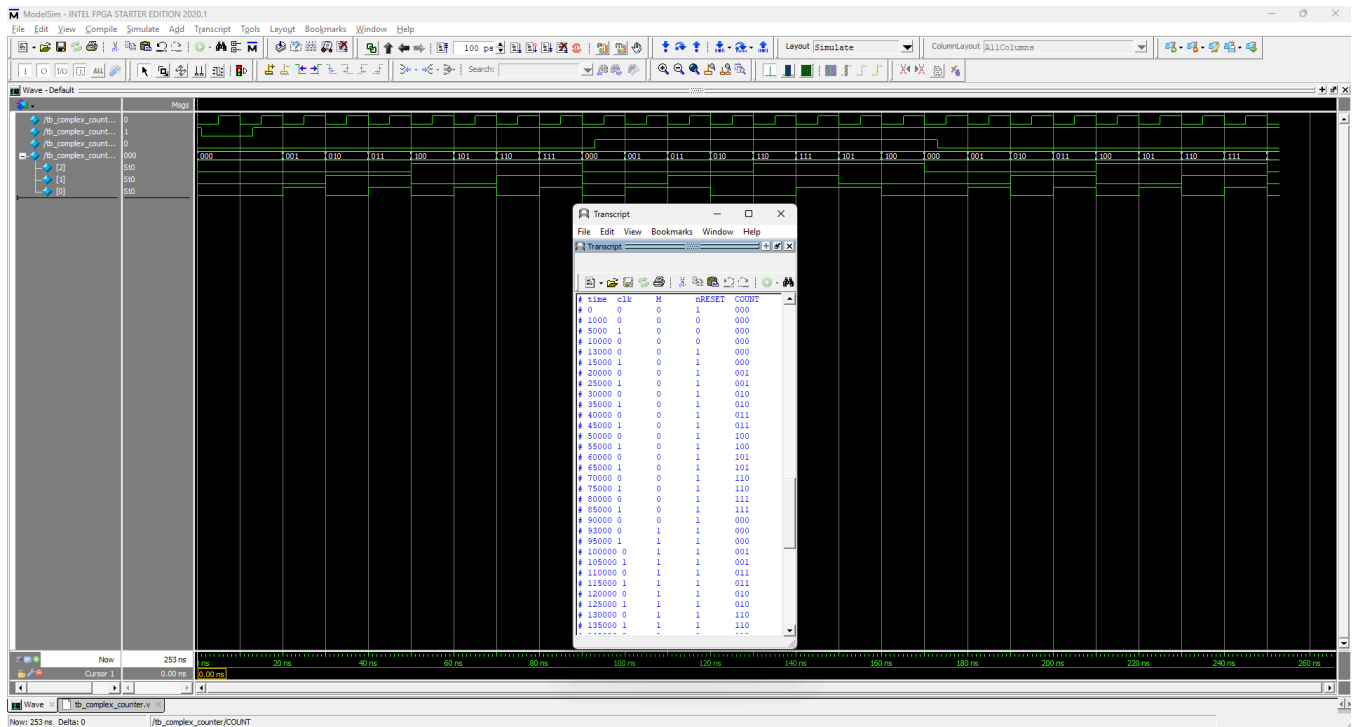 ModelSim - INTEL FPGA STARTER EDITION 2020.1
File Edit View Compile Simulate Add Transcript Tools Layout Bookmarks Window Help
100 ps
Layout Simulate
ColumnLayout AllColumns
Search:
Wave - Default
Msgs
/tb_complex_count... 0
/tb_complex_count... 1
/tb_complex_count... 0
/tb_complex_count... 000
000 001 010 011 100 101 110 111 000 001 011 010 110 111 101 100 000 001 010 011 100 101 110 111
[2] St0
[1] St0
[0] St0
Transcript
File Edit View Bookmarks Window Help
Transcript
# time clk M nRESET COUNT
# 0 0 0 1 000
# 1000 0 0 0 000
# 5000 1 0 0 000
# 10000 0 0 0 000
# 13000 0 0 1 000
# 15000 1 0 1 000
# 20000 0 0 1 001
# 25000 1 0 1 001
# 30000 0 0 1 010
# 35000 1 0 1 010
# 40000 0 0 1 011
# 45000 1 0 1 011
# 50000 0 0 1 100
# 55000 1 0 1 100
# 60000 0 0 1 101
# 65000 1 0 1 101
# 70000 0 0 1 110
# 75000 1 0 1 110
# 80000 0 0 1 111
# 85000 1 0 1 111
# 90000 0 0 1 000
# 93000 0 1 1 000
# 95000 1 1 1 000
# 100000 0 1 1 001
# 105000 1 1 1 001
# 110000 0 1 1 011
# 115000 1 1 1 011
# 120000 0 1 1 010
# 125000 1 1 1 010
# 130000 0 1 1 110
# 135000 1 1 1 110
Now 253 ns
ns 20 ns 40 ns 60 ns 80 ns 100 ns 120 ns 140 ns 160 ns 180 ns 200 ns 220 ns 240 ns 260 ns
Cursor 1 0.00 ns 0.00 ns
Wave tb_complex_counter.v
Now: 253 ns Delta: 0 /tb_complex_counter/COUNT